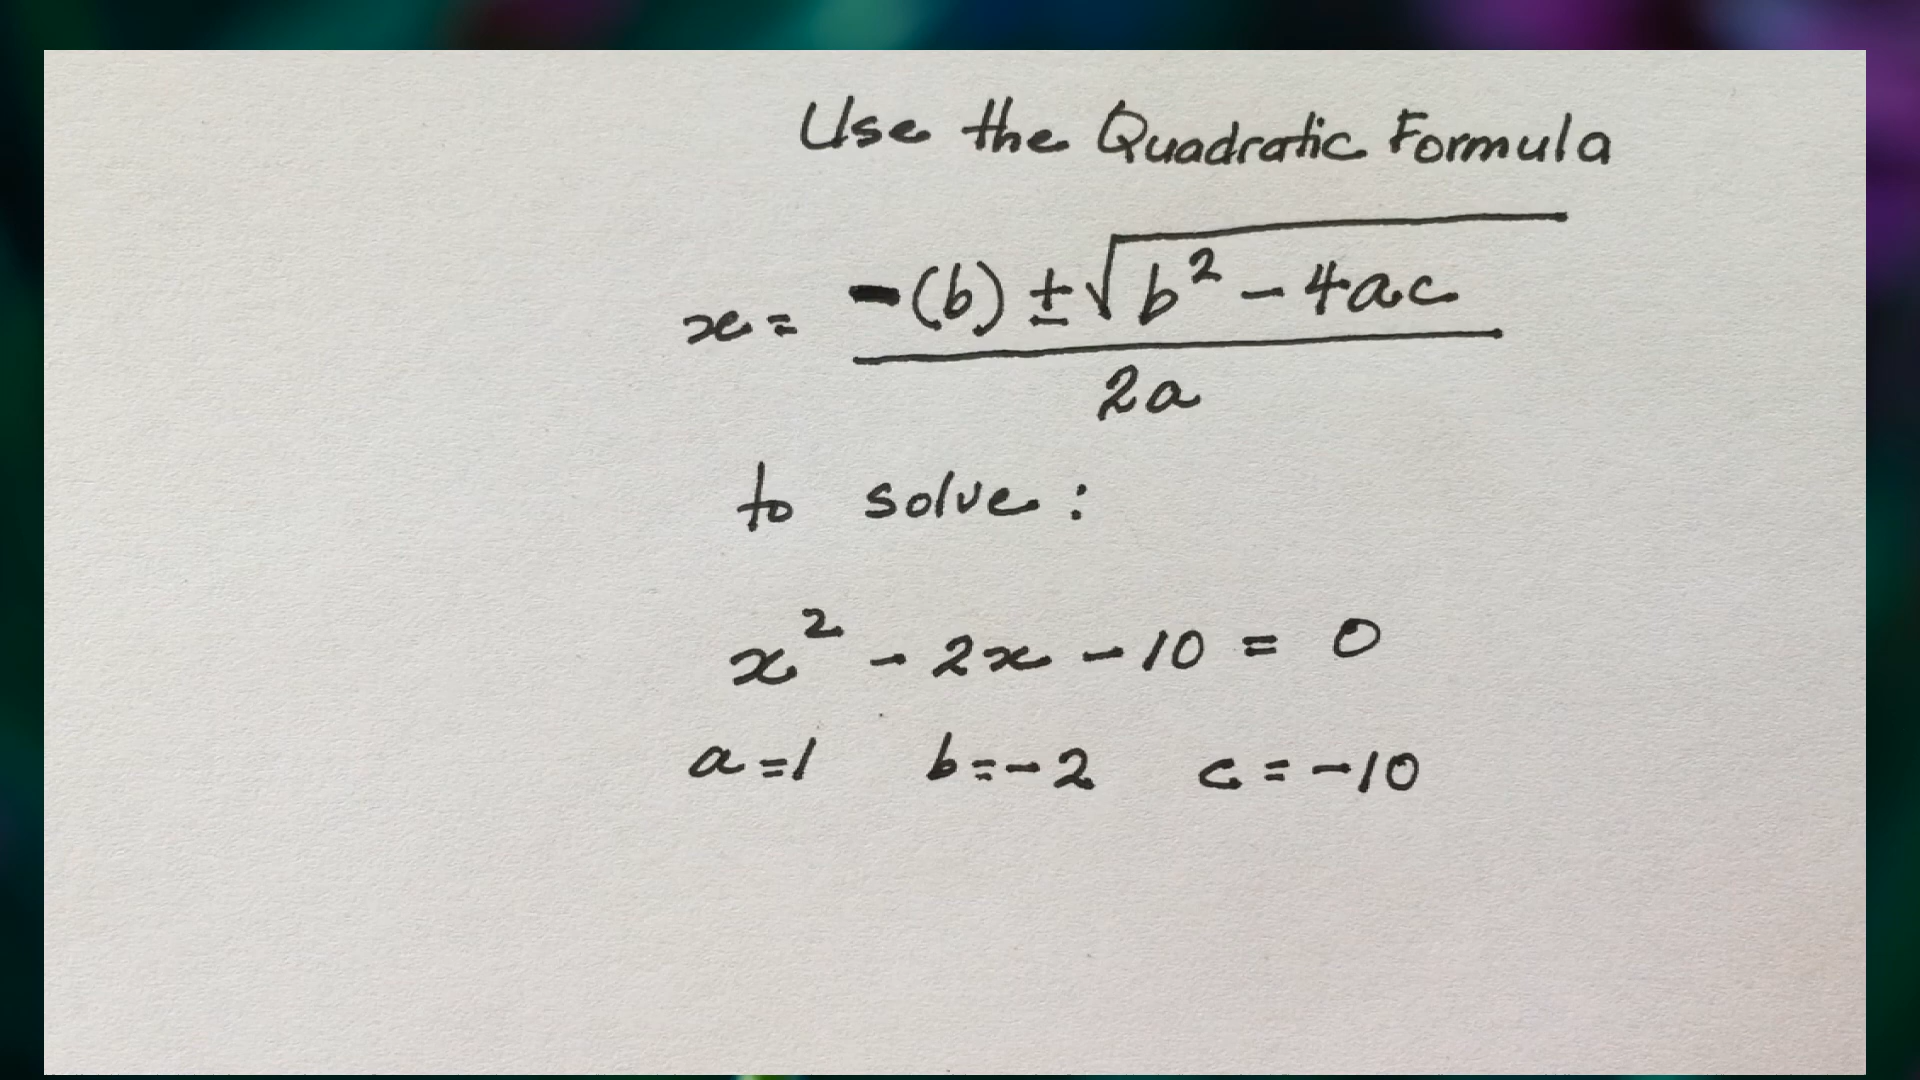 Use the Quadratic Formula
x = -(b) ± √b² - 4ac
2a
to solve:
x² - 2x - 10 = 0
a=1 b=-2 c=-10